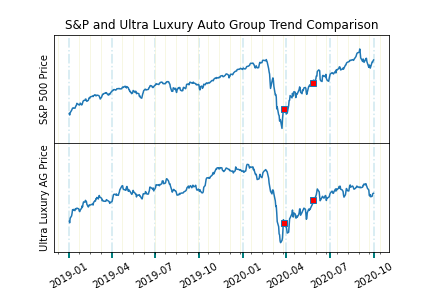 S&P and Ultra Luxury Auto Group Trend Comparison
S&P 500 Price
Ultra Luxury AG Price
2019-01
2019-04
2019-07
2019-10
2020-01
2020-04
2020-07
2020-10